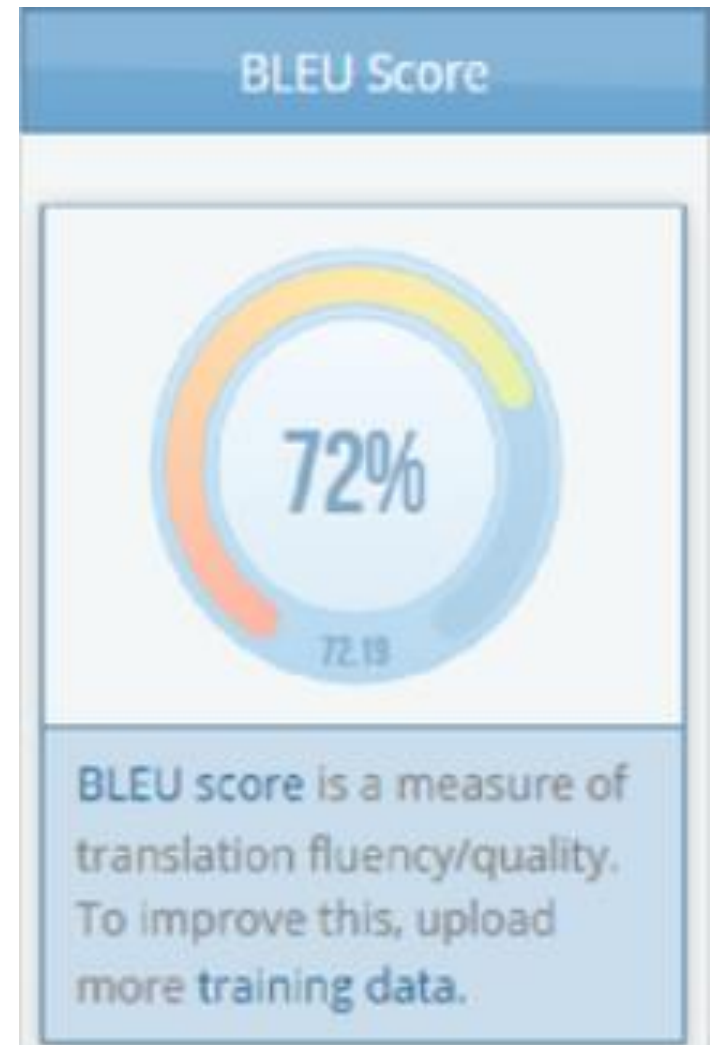 BLEU Score
72%
72.19
BLEU score is a measure of
translation fluency/quality.
To improve this, upload
more training data.